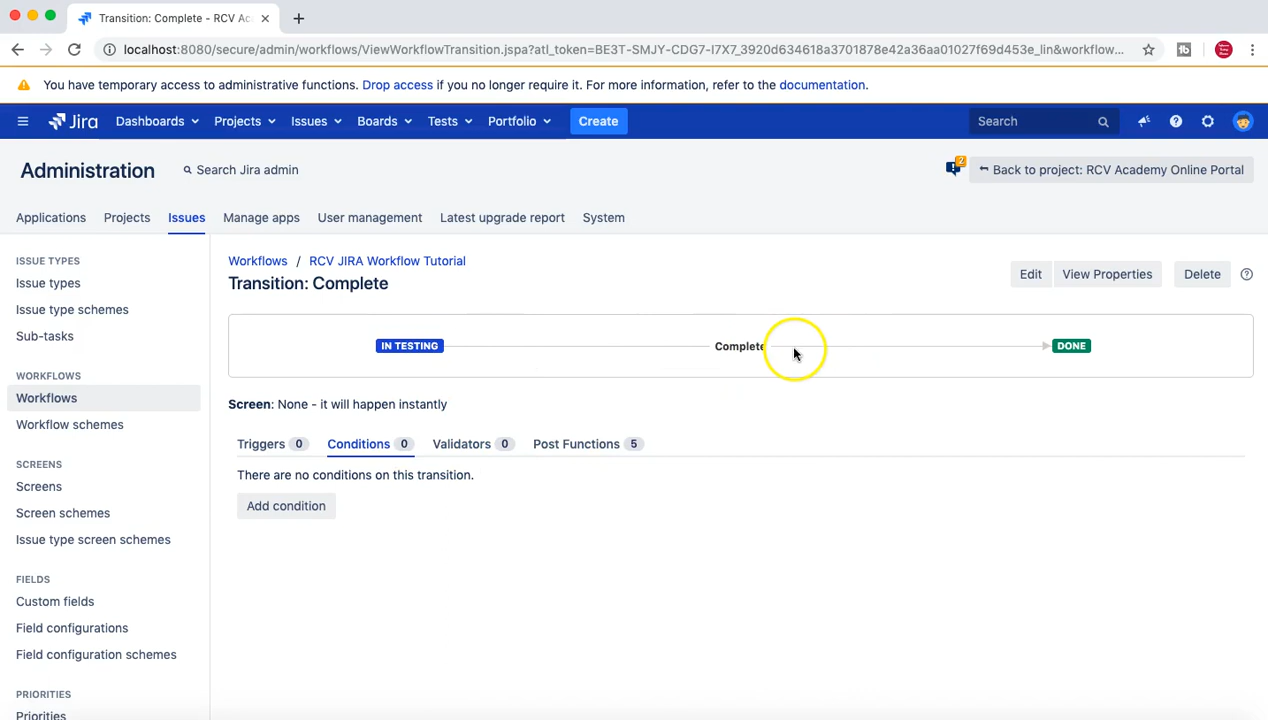 Transition: Complete - RCV Ac
localhost:8080/secure/admin/workflows/ViewWorkflowTransition.jspa?atl_token=BE3T-SMJY-CDG7-I7X7_3920d634618a3701878e42a36aa01027f69d453e_lin&workflow...
You have temporary access to administrative functions. Drop access if you no longer require it. For more information, refer to the documentation.
Jira Dashboards Projects Issues Boards Tests Portfolio Create Search
Administration Search Jira admin 2 Back to project: RCV Academy Online Portal
Applications Projects Issues Manage apps User management Latest upgrade report System
ISSUE TYPES
Issue types
Issue type schemes
Sub-tasks
WORKFLOWS
Workflows
Workflow schemes
SCREENS
Screens
Screen schemes
Issue type screen schemes
FIELDS
Custom fields
Field configurations
Field configuration schemes
PRIORITIES
Priorities
Workflows / RCV JIRA Workflow Tutorial
Transition: Complete
Edit View Properties Delete
IN TESTING Complete DONE
Screen: None - it will happen instantly
Triggers 0 Conditions 0 Validators 0 Post Functions 5
There are no conditions on this transition.
Add condition